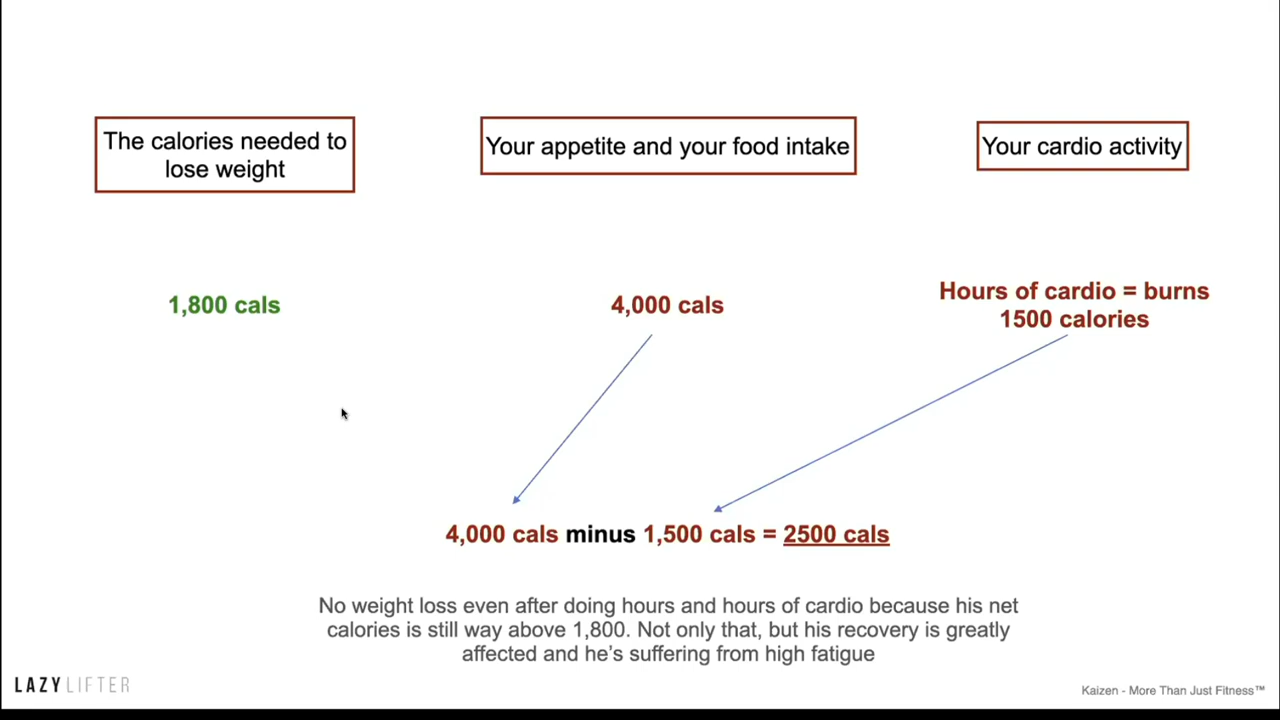 The calories needed to
lose weight
Your appetite and your food intake
Your cardio activity
1,800 cals
4,000 cals
Hours of cardio = burns
1500 calories
4,000 cals minus 1,500 cals = 2500 cals
No weight loss even after doing hours and hours of cardio because his net
calories is still way above 1,800. Not only that, but his recovery is greatly
affected and he's suffering from high fatigue
LAZYLIFTER
Kaizen - More Than Just Fitness™